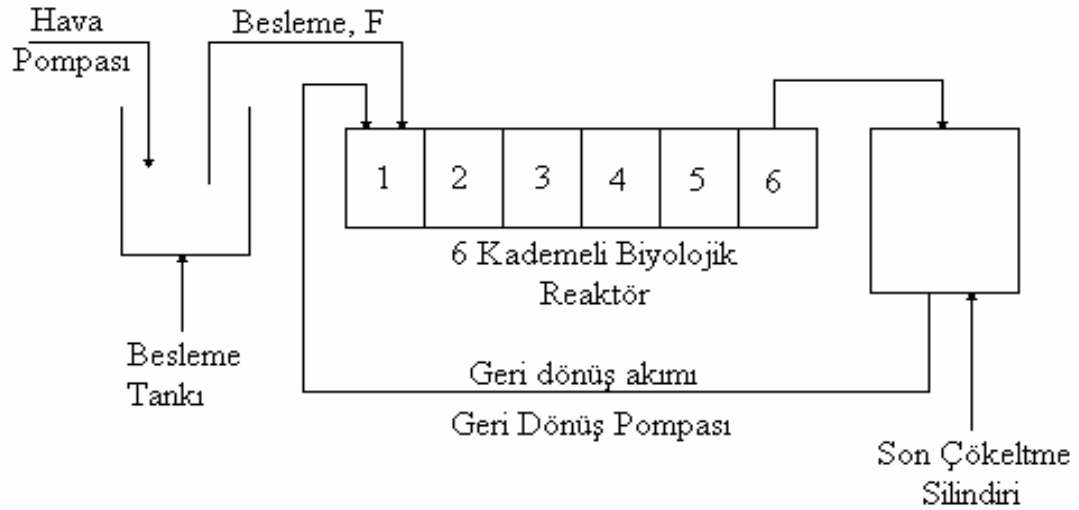 Hava
Pompası
Besleme, F
1 2 3 4 5 6
6 Kademeli Biyolojik
Reaktör
Besleme
Tankı
Geri dönüş akımı
Geri Dönüş Pompası
Son Çökeltme
Silindiri